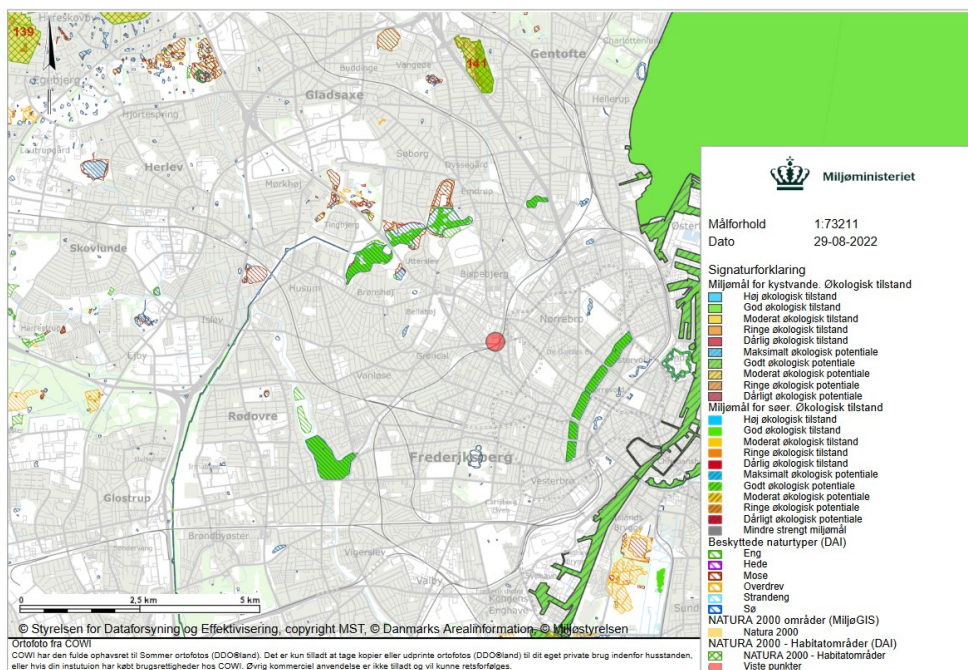 Hareskovby
139
Egebjerg
Hjortespring
Lautrupgård
Herlev
Skovlunde
Mørkhøj
Gladsaxe
Buddinge
Vangede
141
Gentofte
Charlottenlund
Hellerup
Søborg
Dyssegård
Emdrup
Tingbjerg
Utterslev
Bispebjerg
Husum
Brønshøj
Bellahøj
Islev
Ejby
Nørrebro
Grøndal
Vanløse
Rødovre
Frederiksberg
Glostrup
Vesterbro
Brøndbyøster
Vigerslev
Valby
Kongens
Enghave
Islands
Brygge
Sundb
0
2,5 km
5 km
© Styrelsen for Dataforsyning og Effektivisering, copyright MST, © Danmarks Arealinformation, © Miljøstyrelsen
Miljøministeriet
Målforhold 1:73211
Dato 29-08-2022
Signaturforklaring
Miljømål for kystvande. Økologisk tilstand
Høj økologisk tilstand
God økologisk tilstand
Moderat økologisk tilstand
Ringe økologisk tilstand
Dårlig økologisk tilstand
Maksimalt økologisk potentiale
Godt økologisk potentiale
Moderat økologisk potentiale
Ringe økologisk potentiale
Dårligt økologisk potentiale
Miljømål for søer. Økologisk tilstand
Høj økologisk tilstand
God økologisk tilstand
Moderat økologisk tilstand
Ringe økologisk tilstand
Dårlig økologisk tilstand
Maksimalt økologisk potentiale
Godt økologisk potentiale
Moderat økologisk potentiale
Ringe økologisk potentiale
Dårligt økologisk potentiale
Mindre strengt miljømål
Beskyttede naturtyper (DAI)
Eng
Hede
Mose
Overdrev
Strandeng
Sø
NATURA 2000 områder (MiljøGIS)
Natura 2000
NATURA 2000 - Habitatområder (DAI)
NATURA 2000 - Habitatområder
Viste punkter
Ortofoto fra COWI
COWI har den fulde ophavsret til Sommer ortofotos (DDO®land). Det er kun tilladt at tage kopier eller udprinte ortofotos (DDO®land) til dit eget private brug indenfor husstanden,
eller hvis din instutuion har købt brugsrettigheder hos COWI. Øvrig kommerciel anvendelse er ikke tilladt og vil kunne retsforfølges.